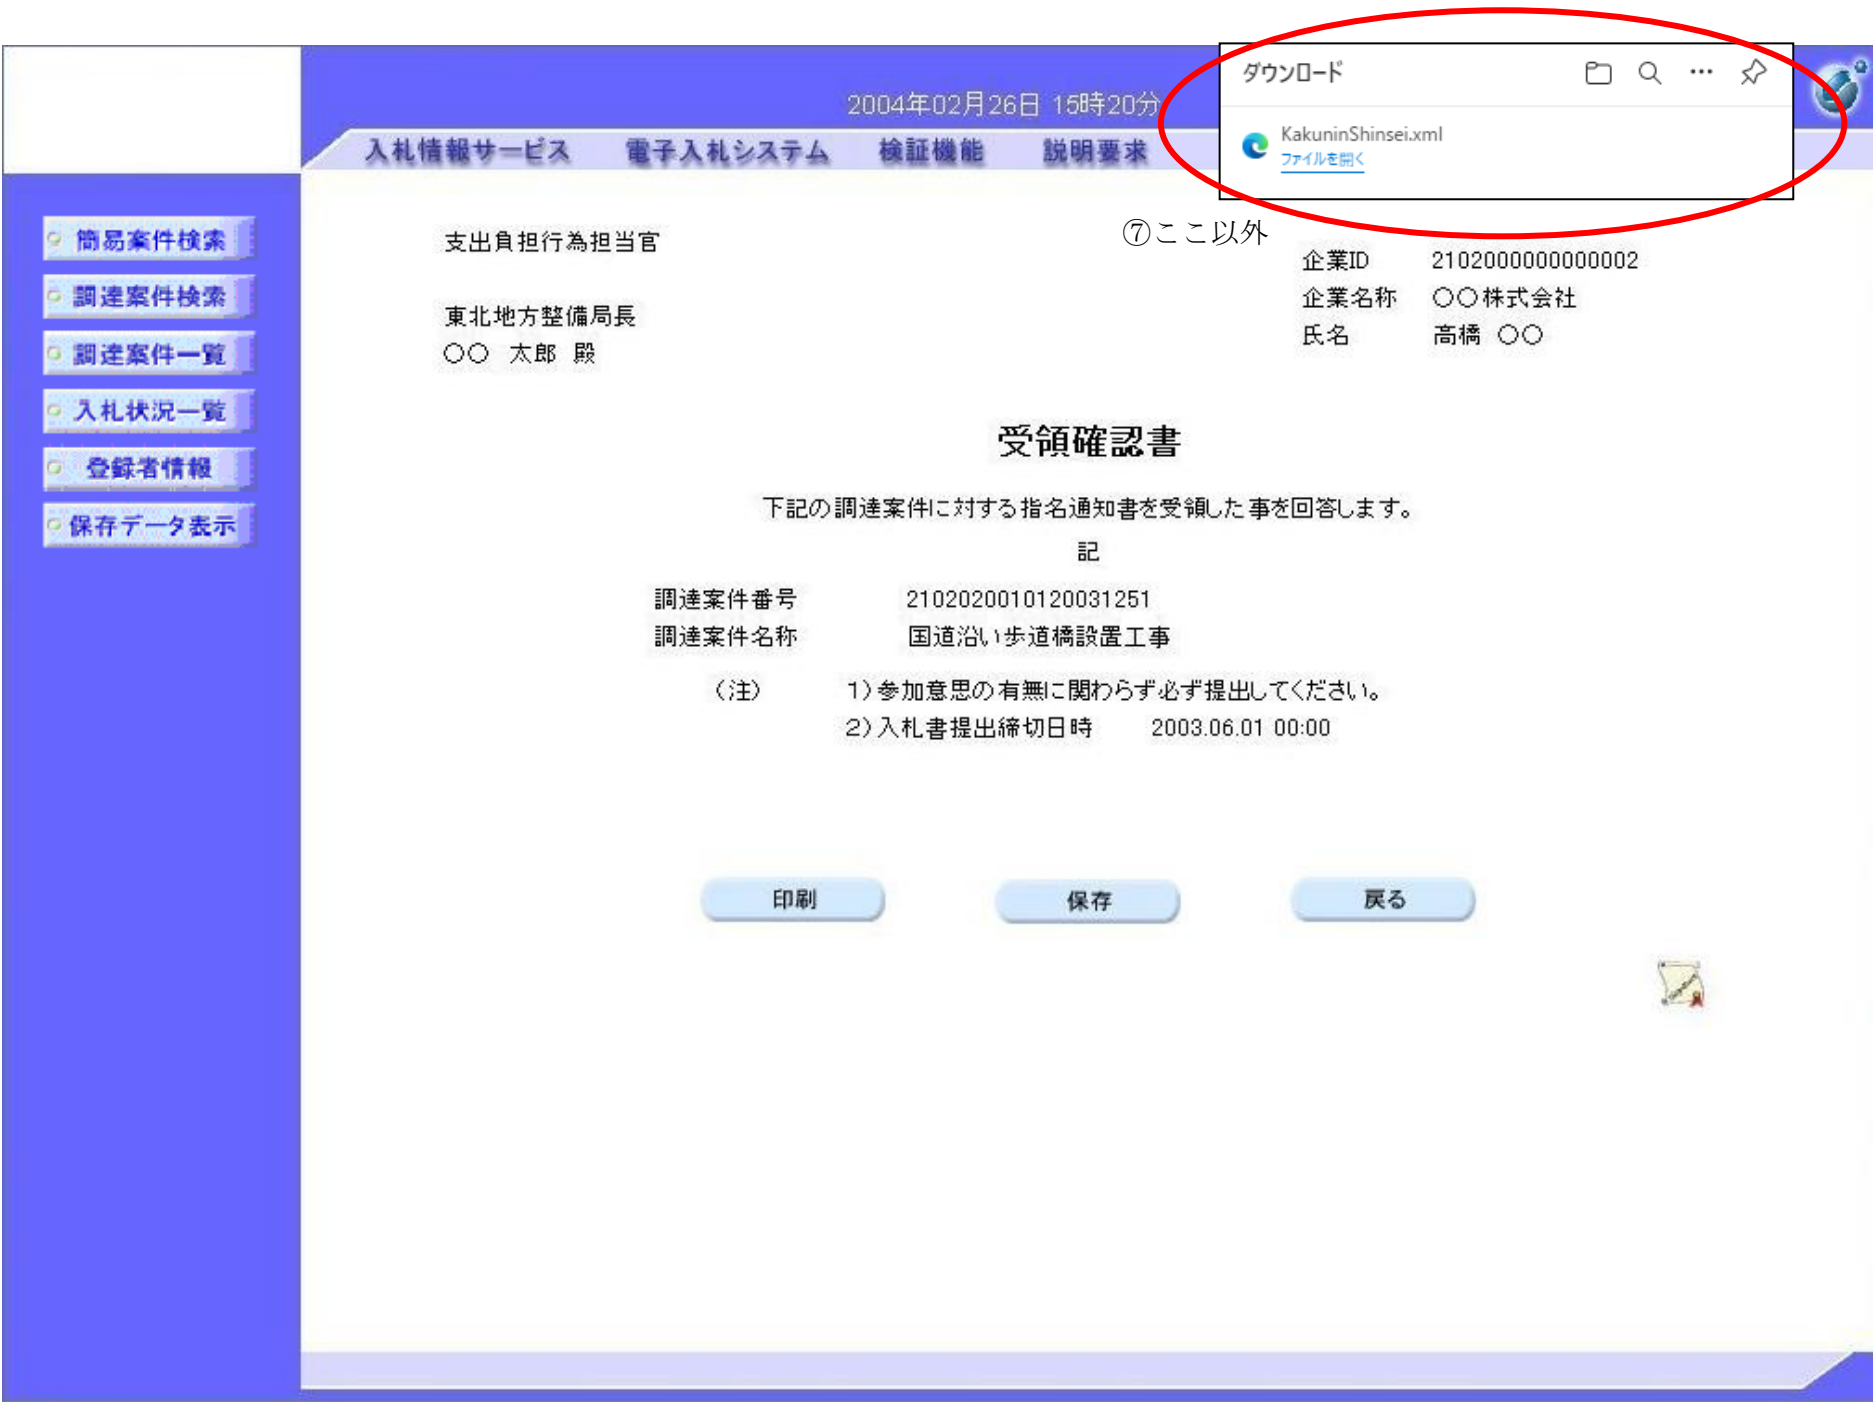 2004年02月26日 15時20分
ダウンロード
KakuninShinsei.xml
ファイルを開く
入札情報サービス 電子入札システム 検証機能 説明要求
⑦ここ以外
簡易案件検索
調達案件検索
調達案件一覧
入札状況一覧
登録者情報
保存データ表示
支出負担行為担当官
東北地方整備局長
〇〇 太郎 殿
企業ID 2102000000000002
企業名称 〇〇株式会社
氏名 高橋 〇〇
受領確認書
下記の調達案件に対する指名通知書を受領した事を回答します。
記
調達案件番号 2102020010120031251
調達案件名称 国道沿い歩道橋設置工事
（注） 1）参加意思の有無に関わらず必ず提出してください。
2）入札書提出締切日時 2003.06.01 00:00
印刷 保存 戻る